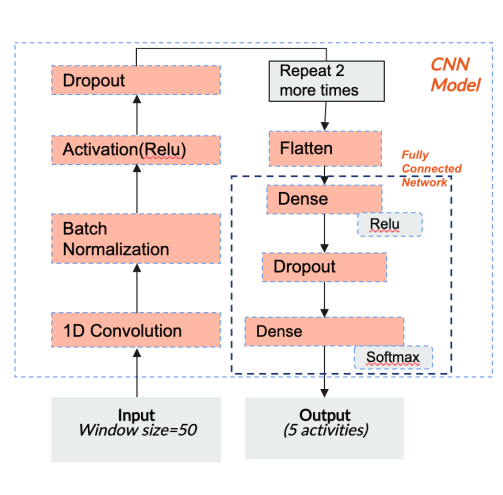 CNN
Model
Dropout
Activation(Relu)
Batch
Normalization
1D Convolution
Input
Window size=50
Repeat 2
more times
Flatten
Fully
Connected
Network
Dense
Relu
Dropout
Dense
Softmax
Output
(5 activities)